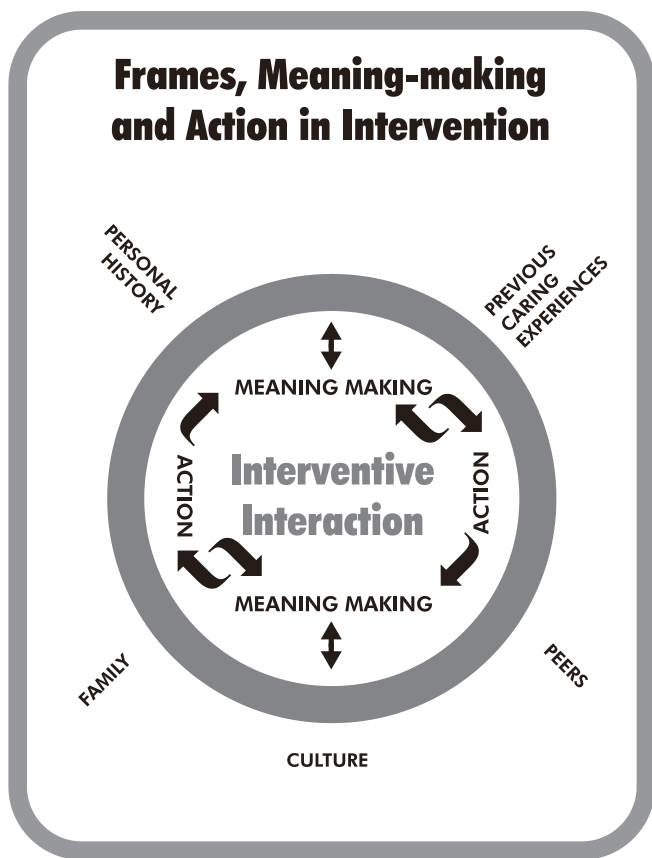 Frames, Meaning-making
and Action in Intervention
PERSONAL
HISTORY
PREVIOUS
CARING
EXPERIENCES
MEANING MAKING
ACTION
Interventive
Interaction
ACTION
MEANING MAKING
FAMILY
PEERS
CULTURE